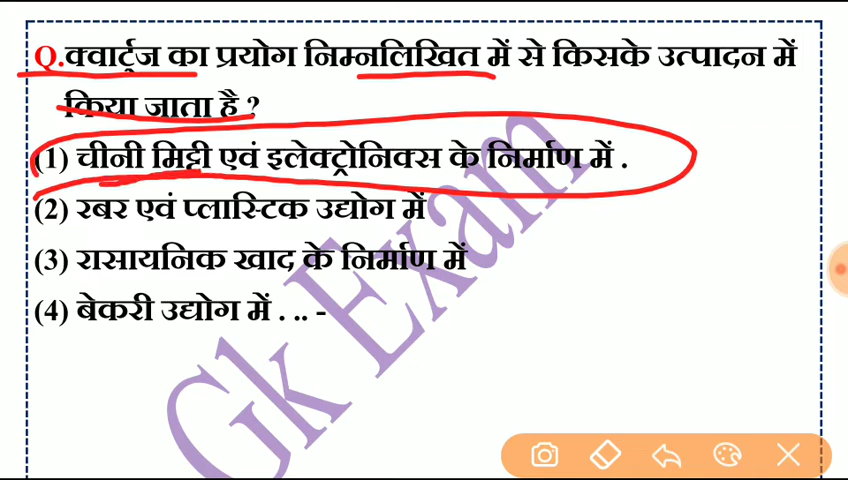 Q.क्वार्टूज का प्रयोग निम्नलिखित में से किसके उत्पादन में
किया जाता है ?
(1) चीनी मिट्टी एवं इलेक्ट्रोनिक्स के निर्माण में .
(2) रबर एवं प्लास्टिक उद्योग में
(3) रासायनिक खाद के निर्माण में
(4) बेकरी उद्योग में . .. -
Gk Exam